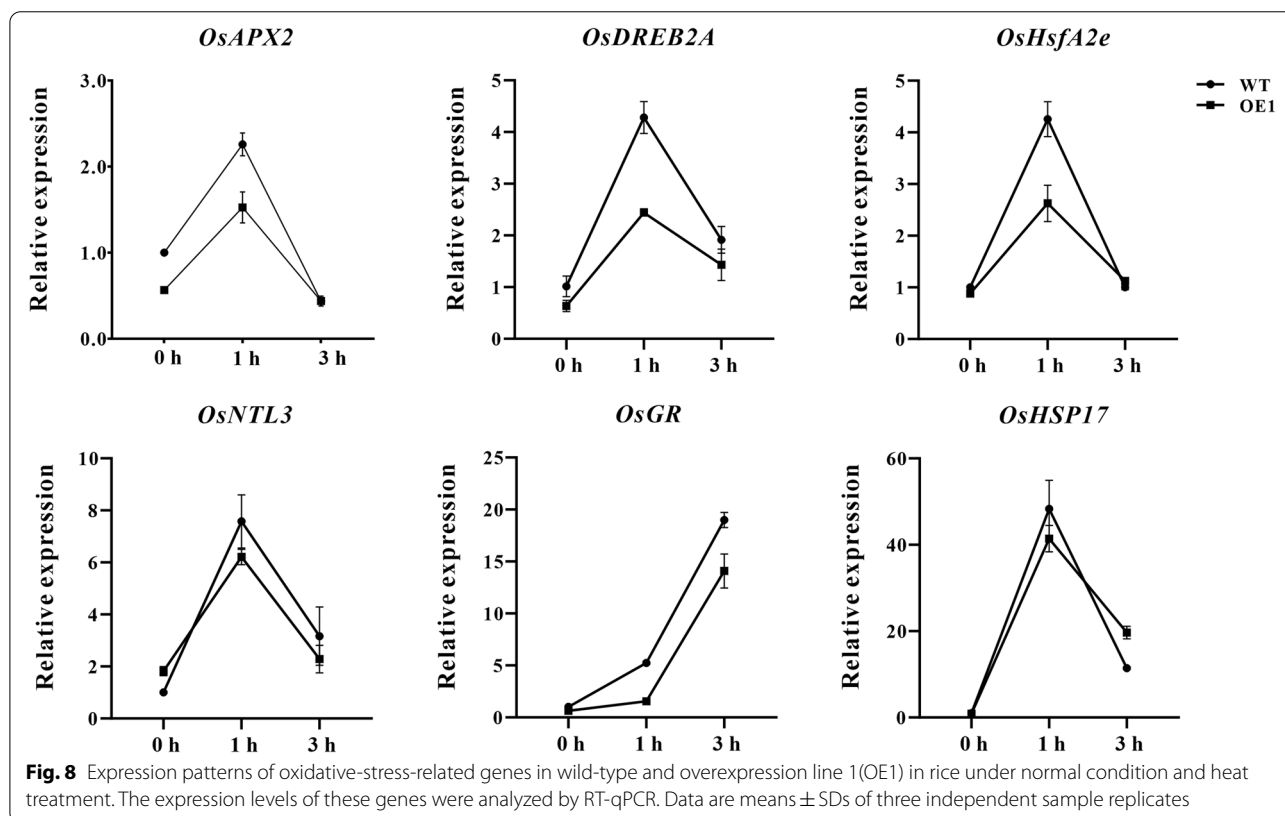 OsAPX2
OsDREB2A
OsHsfA2e
Relative expression
3.0
2.0
1.0
0.0
0 h 1 h 3 h
Relative expression
5
4
3
2
1
0
0 h 1 h 3 h
Relative expression
5
4
3
2
1
0
0 h 1 h 3 h
WT
OE1
OsNTL3
OsGR
OsHSP17
Relative expression
10
8
6
4
2
0
0 h 1 h 3 h
Relative expression
25
20
15
10
5
0
0 h 1 h 3 h
Relative expression
60
40
20
0
0 h 1 h 3 h
Fig. 8 Expression patterns of oxidative-stress-related genes in wild-type and overexpression line 1(OE1) in rice under normal condition and heat
treatment. The expression levels of these genes were analyzed by RT-qPCR. Data are means ± SDs of three independent sample replicates